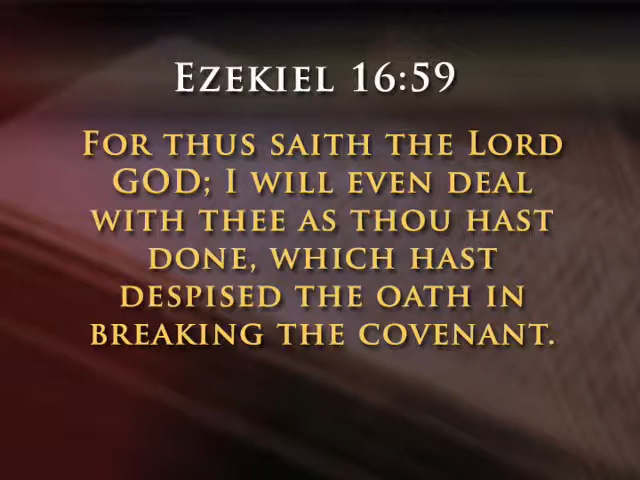 Ezekiel 16:59
For thus saith the Lord
GOD; I will even deal
with thee as thou hast
done, which hast
despised the oath in
breaking the covenant.